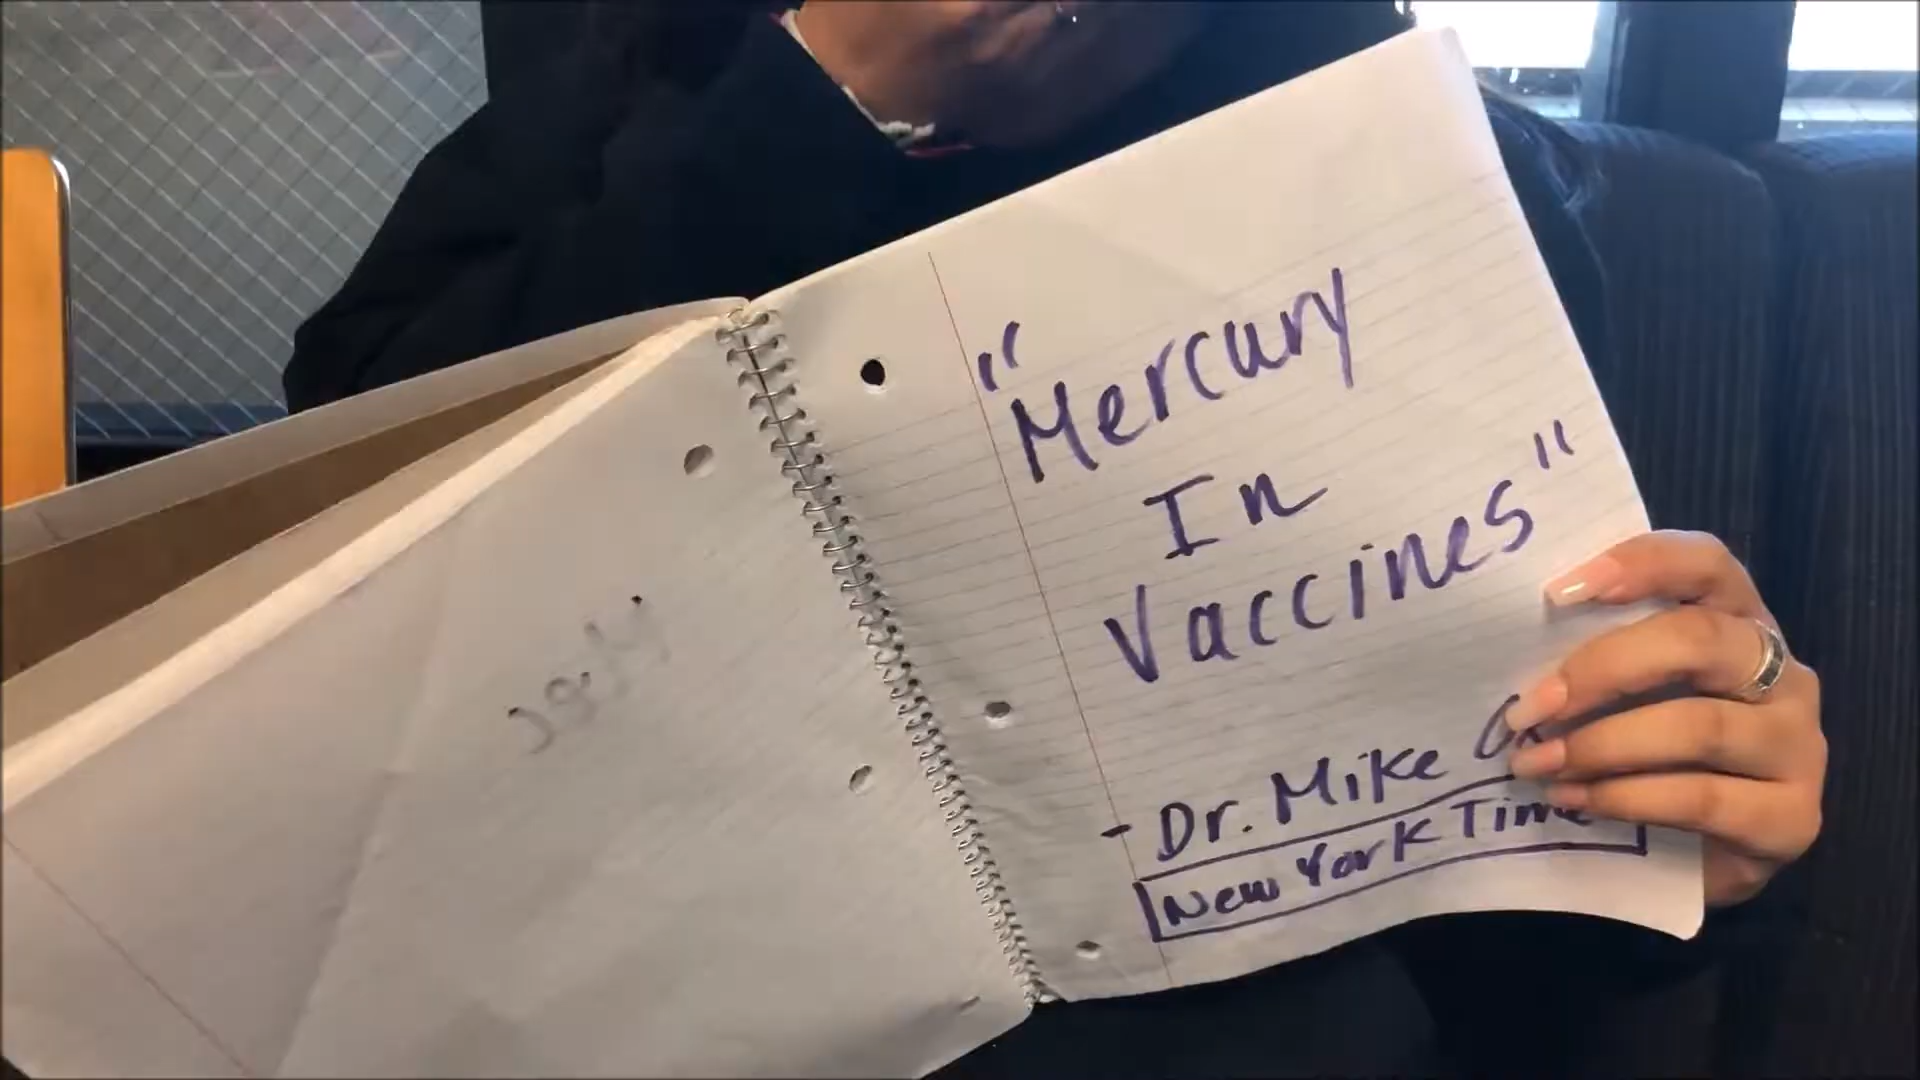 "Mercury
In
Vaccines"
- Dr. Mike
New York